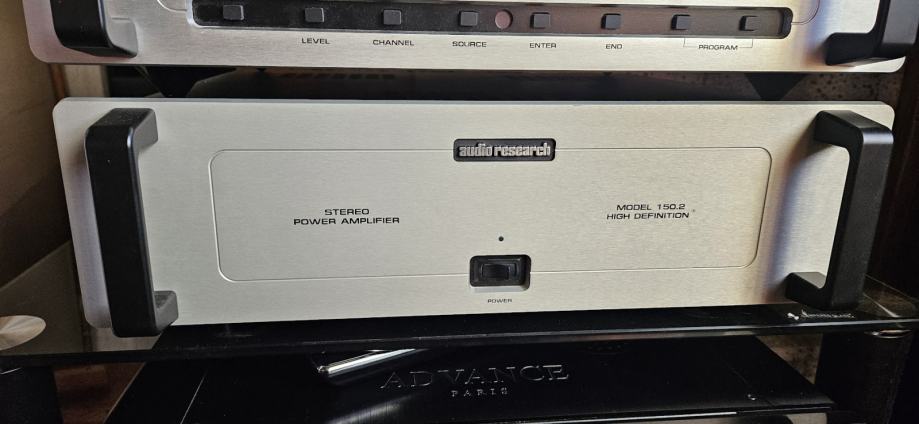 LEVEL
CHANNEL
SOURCE
ENTER
END
PROGRAM
audio research
STEREO
POWER AMPLIFIER
MODEL 150.2
HIGH DEFINITION
POWER
ADVANCE
PARIS